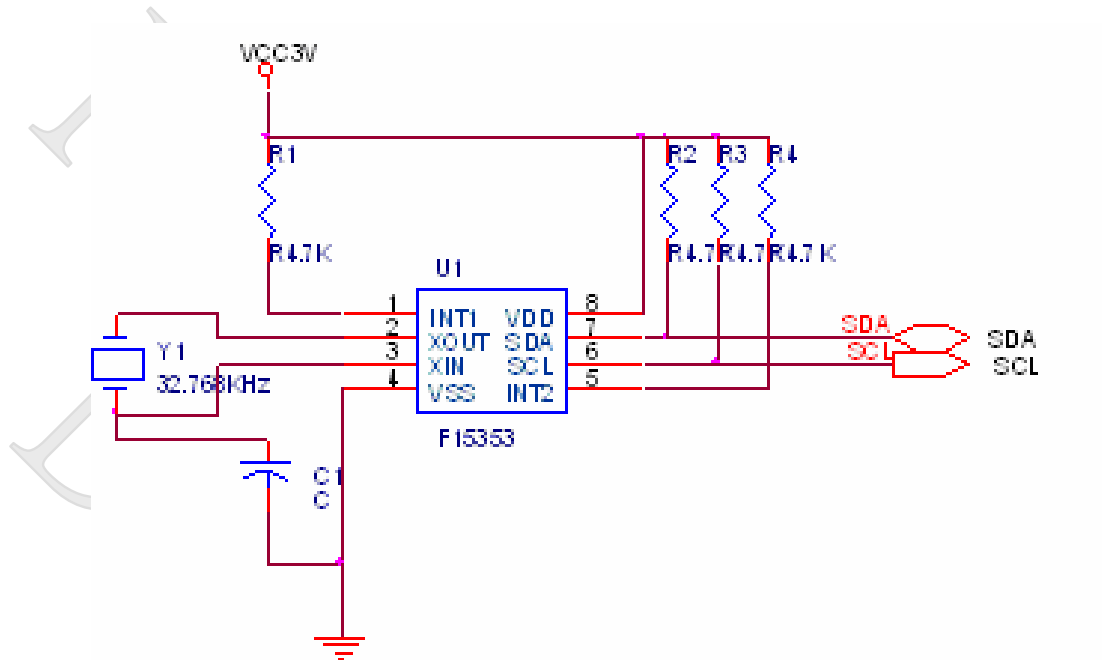 VCC3V
R1
R2
R3
R4
R4.7K
R4.7
R4.7
R4.7K
U1
1
INT1
VDD
8
2
XOUT
SDA
7
3
XIN
SCL
6
4
VSS
INT2
5
F15353
Y1
32.768KHz
SDA
SDA
SCL
SCL
C1
C